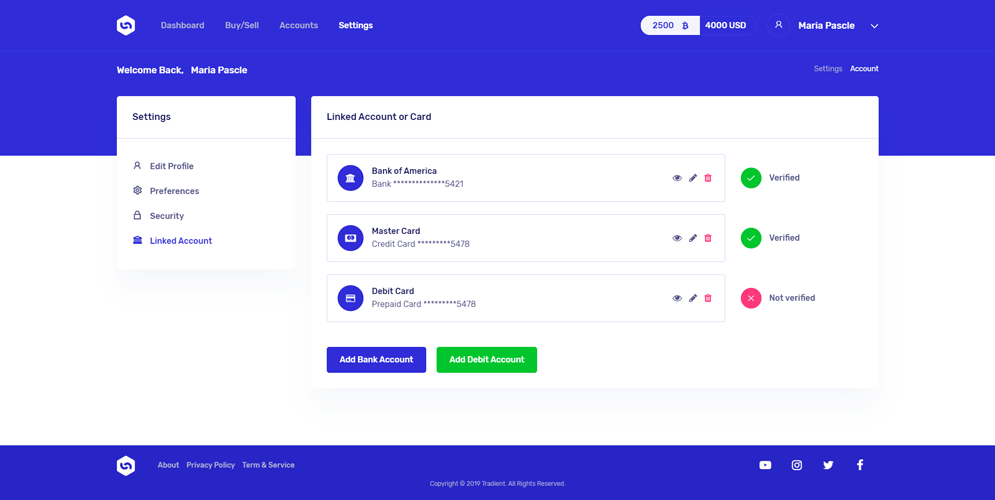 Dashboard Buy/Sell Accounts Settings 2500 4000 USD Maria Pascle
Welcome Back, Maria Pascle
Settings Account
Settings
Edit Profile
Preferences
Security
Linked Account
Linked Account or Card
Bank of America
Bank **************5421
Verified
Master Card
Credit Card *********5478
Verified
Debit Card
Prepaid Card *********5478
Not verified
Add Bank Account Add Debit Account
About Privacy Policy Term & Service
Copyright © 2019 Tradient. All Rights Reserved.